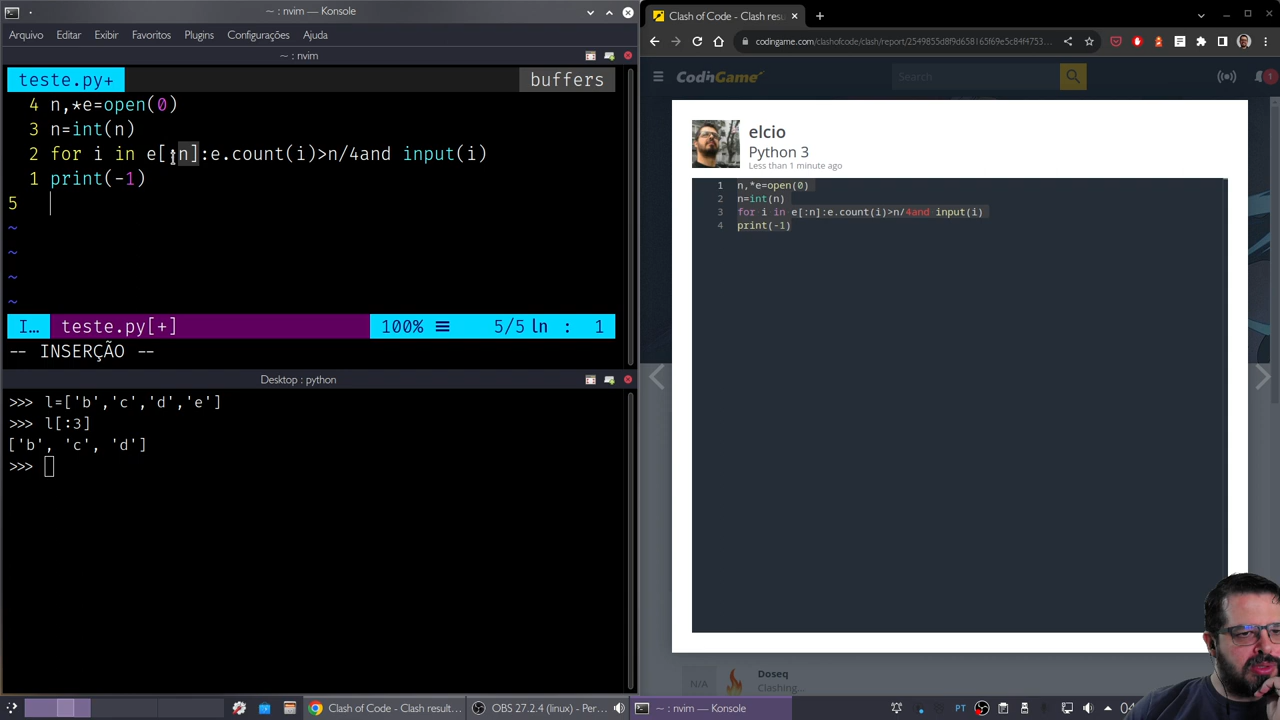 ~ : nvim — Konsole
Arquivo Editar Exibir Favoritos Plugins Configurações Ajuda
~ : nvim
teste.py+ buffers
4 n,*e=open(0)
3 n=int(n)
2 for i in e[:n]:e.count(i)>n/4and input(i)
1 print(-1)
5
~
~
~
~
I… teste.py[+] 100% ≡ 5/5 ln : 1
-- INSERÇÃO --
Desktop : python
>>> l=['b','c','d','e']
>>> l[:3]
['b', 'c', 'd']
>>>
Clash of Code - Clash resu
codingame.com/clashofcode/clash/report/2549855d8f9d658165f69e5c84f4473...
CodinGame
Search
1
elcio
Python 3
Less than 1 minute ago
1 n,*e=open(0)
2 n=int(n)
3 for i in e[:n]:e.count(i)>n/4and input(i)
4 print(-1)
N/A
Doseq
Clashing...
Clash of Code - Clash result...
OBS 27.2.4 (linux) - Per...
~ : nvim — Konsole
PT